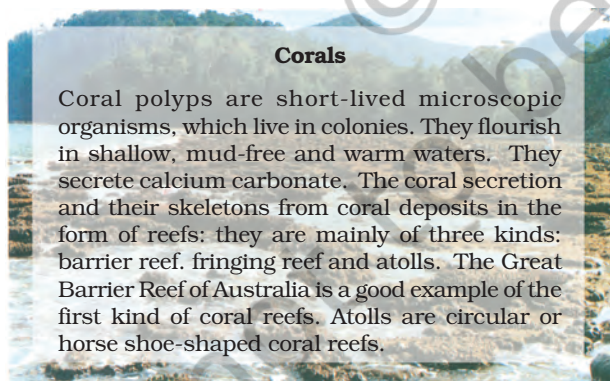 Corals
Coral polyps are short-lived microscopic
organisms, which live in colonies. They flourish
in shallow, mud-free and warm waters. They
secrete calcium carbonate. The coral secretion
and their skeletons from coral deposits in the
form of reefs: they are mainly of three kinds:
barrier reef. fringing reef and atolls. The Great
Barrier Reef of Australia is a good example of the
first kind of coral reefs. Atolls are circular or
horse shoe-shaped coral reefs.